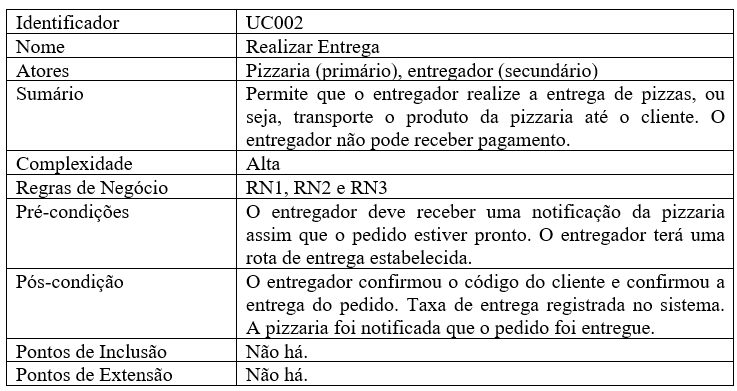 Identificador UC002
Nome Realizar Entrega
Atores Pizzaria (primário), entregador (secundário)
Sumário Permite que o entregador realize a entrega de pizzas, ou
seja, transporte o produto da pizzaria até o cliente. O
entregador não pode receber pagamento.
Complexidade Alta
Regras de Negócio RN1, RN2 e RN3
Pré-condições O entregador deve receber uma notificação da pizzaria
assim que o pedido estiver pronto. O entregador terá uma
rota de entrega estabelecida.
Pós-condição O entregador confirmou o código do cliente e confirmou a
entrega do pedido. Taxa de entrega registrada no sistema.
A pizzaria foi notificada que o pedido foi entregue.
Pontos de Inclusão Não há.
Pontos de Extensão Não há.